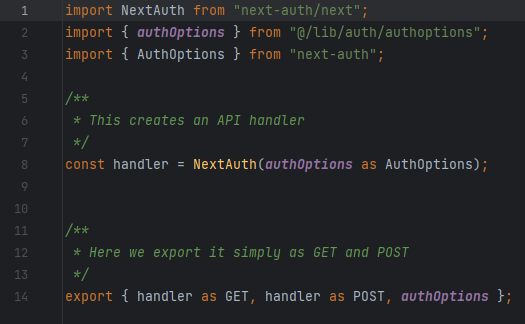 1 import NextAuth from "next-auth/next";
2 import { authOptions } from "@/lib/auth/authoptions";
3 import { AuthOptions } from "next-auth";
4
5 /**
6  * This creates an API handler
7  */
8 const handler = NextAuth(authOptions as AuthOptions);
9
10
11 /**
12  * Here we export it simply as GET and POST
13  */
14 export { handler as GET, handler as POST, authOptions };